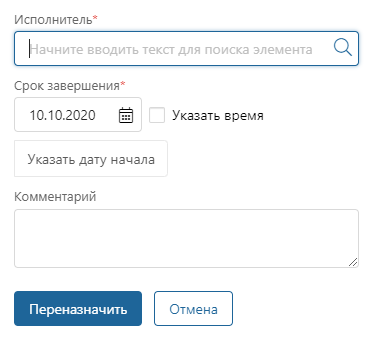 Исполнитель*
Начните вводить текст для поиска элемента
Срок завершения*
10.10.2020 Указать время
Указать дату начала
Комментарий
Переназначить Отмена